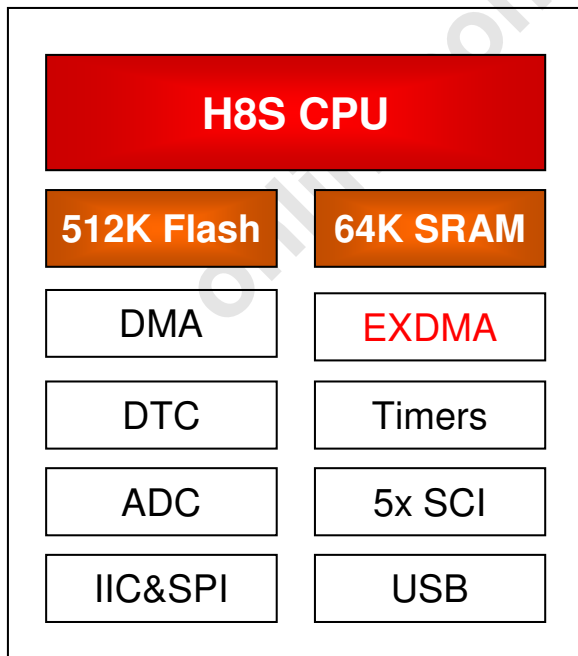 H8S CPU
512K Flash 64K SRAM
DMA EXDMA
DTC Timers
ADC 5x SCI
IIC&SPI USB